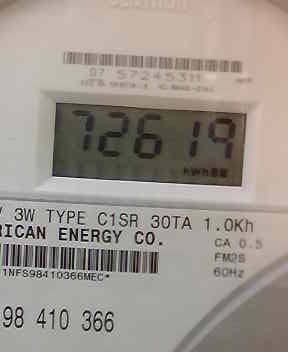 07 57245311
72619
kWh
V 3W TYPE C1SR 30TA 1.0Kh
RICAN ENERGY CO.
CA 0.5
FM2S
60Hz
1NFS98410366MEC*
98 410 366